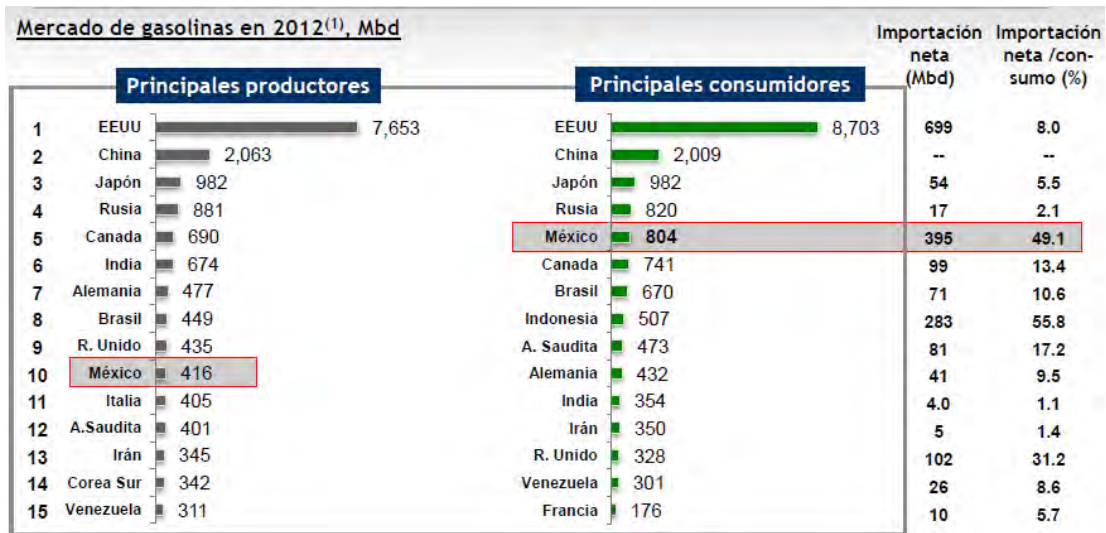 Mercado de gasolinas en 2012(1), Mbd
Importación neta (Mbd)
Importación neta /con-sumo (%)
Principales productores
Principales consumidores
1 EEUU 7,653 EEUU 8,703 699 8.0
2 China 2,063 China 2,009 -- --
3 Japón 982 Japón 982 54 5.5
4 Rusia 881 Rusia 820 17 2.1
5 Canada 690 México 804 395 49.1
6 India 674 Canada 741 99 13.4
7 Alemania 477 Brasil 670 71 10.6
8 Brasil 449 Indonesia 507 283 55.8
9 R. Unido 435 A. Saudita 473 81 17.2
10 México 416 Alemania 432 41 9.5
11 Italia 405 India 354 4.0 1.1
12 A.Saudita 401 Irán 350 5 1.4
13 Irán 345 R. Unido 328 102 31.2
14 Corea Sur 342 Venezuela 301 26 8.6
15 Venezuela 311 Francia 176 10 5.7